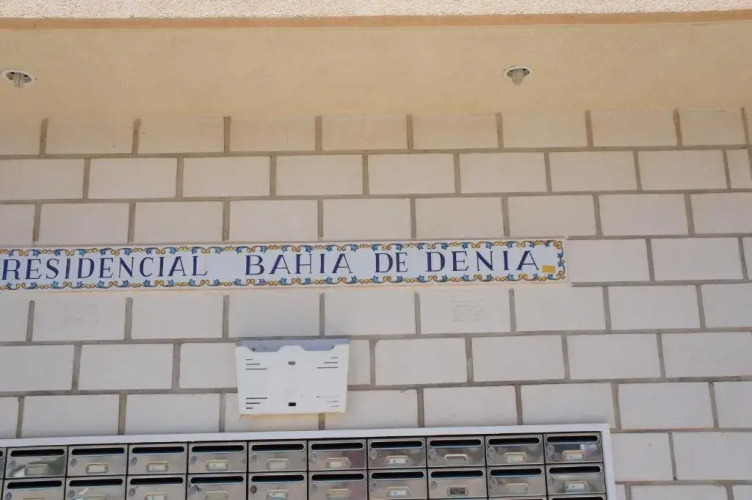 RESIDENCIAL BAHIA DE DENIA